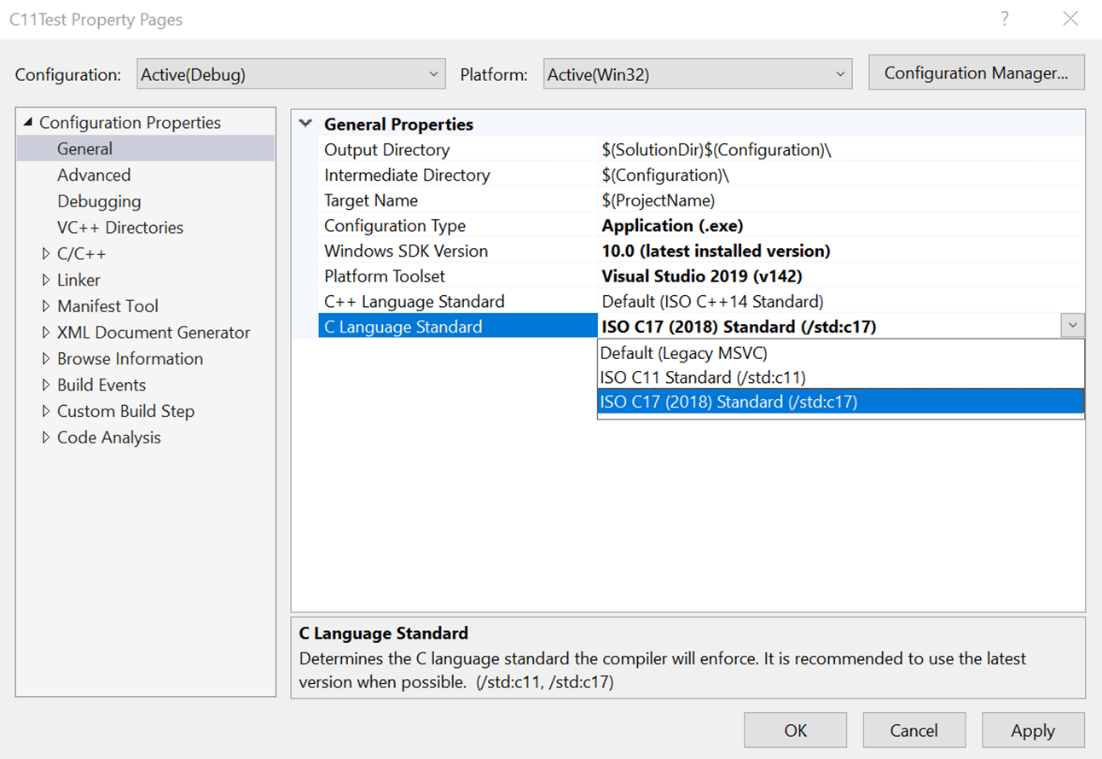 C11Test Property Pages
?
Configuration: Active(Debug) Platform: Active(Win32) Configuration Manager...
Configuration Properties
General
Advanced
Debugging
VC++ Directories
C/C++
Linker
Manifest Tool
XML Document Generator
Browse Information
Build Events
Custom Build Step
Code Analysis
General Properties
Output Directory $(SolutionDir)$(Configuration)\
Intermediate Directory $(Configuration)\
Target Name $(ProjectName)
Configuration Type Application (.exe)
Windows SDK Version 10.0 (latest installed version)
Platform Toolset Visual Studio 2019 (v142)
C++ Language Standard Default (ISO C++14 Standard)
C Language Standard ISO C17 (2018) Standard (/std:c17)
Default (Legacy MSVC)
ISO C11 Standard (/std:c11)
ISO C17 (2018) Standard (/std:c17)
C Language Standard
Determines the C language standard the compiler will enforce. It is recommended to use the latest
version when possible.  (/std:c11, /std:c17)
OK Cancel Apply